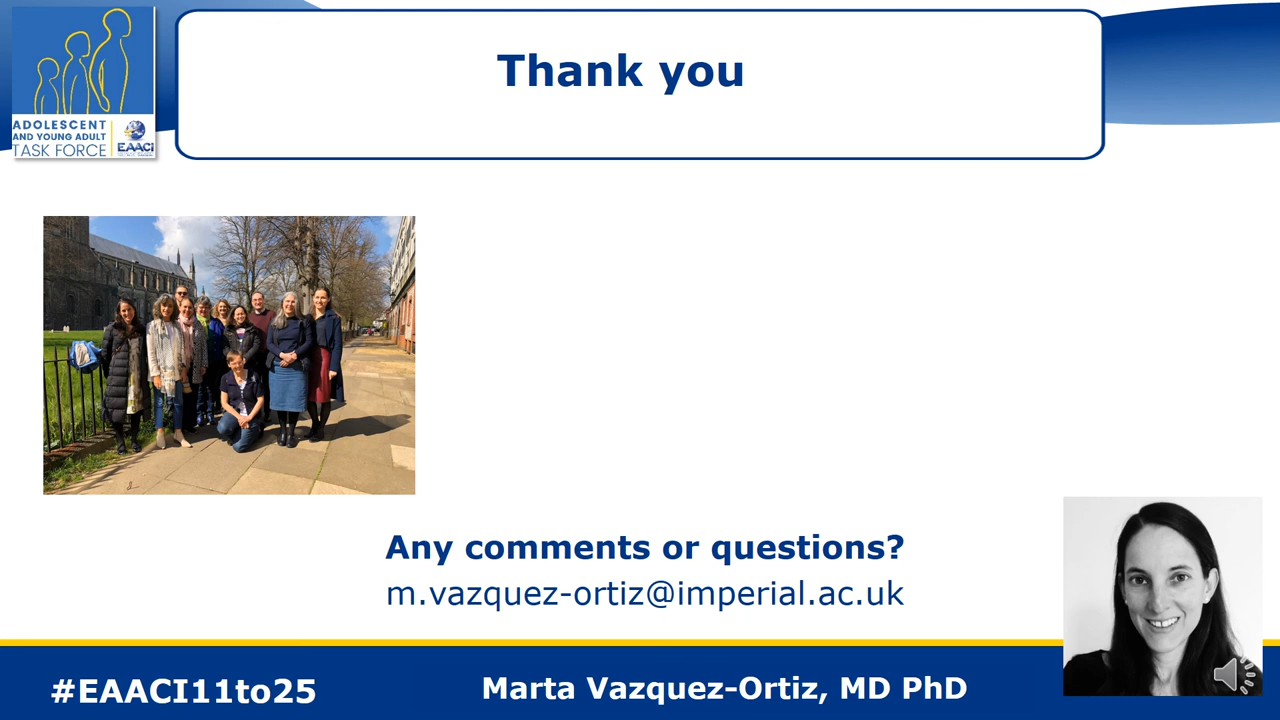 Thank you
ADOLESCENT
AND YOUNG ADULT
TASK FORCE
EAACI
Any comments or questions?
m.vazquez-ortiz@imperial.ac.uk
#EAACI11to25
Marta Vazquez-Ortiz, MD PhD